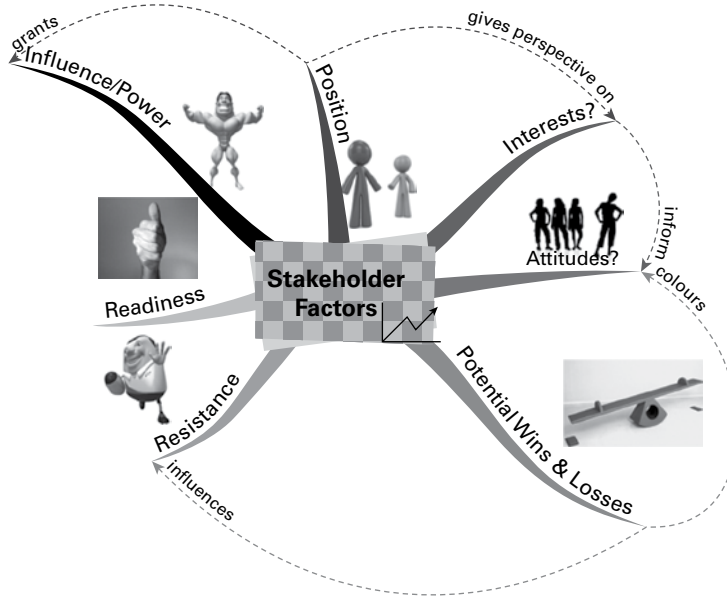 grants
Influence/Power
Position
gives perspective on
Interests?
inform
Attitudes?
colours
Stakeholder
Factors
Readiness
Resistance
influences
Potential Wins & Losses